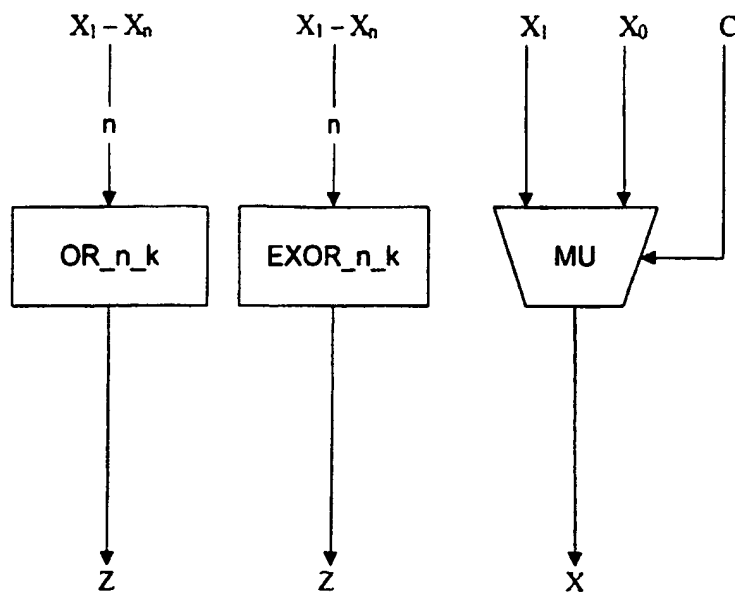 X₁ – Xₙ X₁ – Xₙ X₁ X₀ C
n n
OR_n_k EXOR_n_k MU
Z Z X